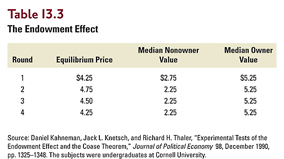 Table 13.3
The Endowment Effect
Median Nonowner Median Owner
Round Equilibrium Price Value Value
1 $4.25 $2.75 $5.25
2 4.75 2.25 5.25
3 4.50 2.25 5.25
4 4.25 2.25 5.25
Source: Daniel Kahneman, Jack L. Knetsch, and Richard H. Thaler, "Experimental Tests of the
Endowment Effect and the Coase Theorem," Journal of Political Economy 98, December 1990,
pp. 1325–1348. The subjects were undergraduates at Cornell University.